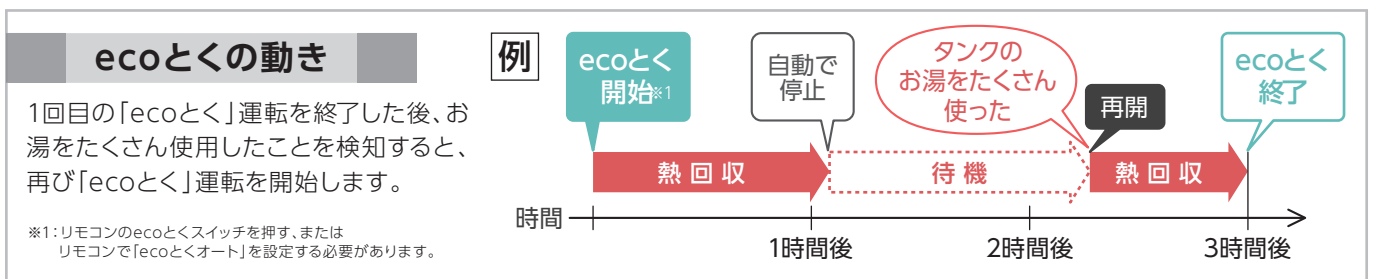 ecoとくの動き
1回目の「ecoとく」運転を終了した後、お
湯をたくさん使用したことを検知すると、
再び「ecoとく」運転を開始します。
※1：リモコンのecoとくスイッチを押す、または
リモコンで「ecoとくオート」を設定する必要があります。
例
ecoとく
開始※1
自動で
停止
タンクの
お湯をたくさん
使った
再開
ecoとく
終了
熱回収
待機
熱回収
時間
1時間後
2時間後
3時間後